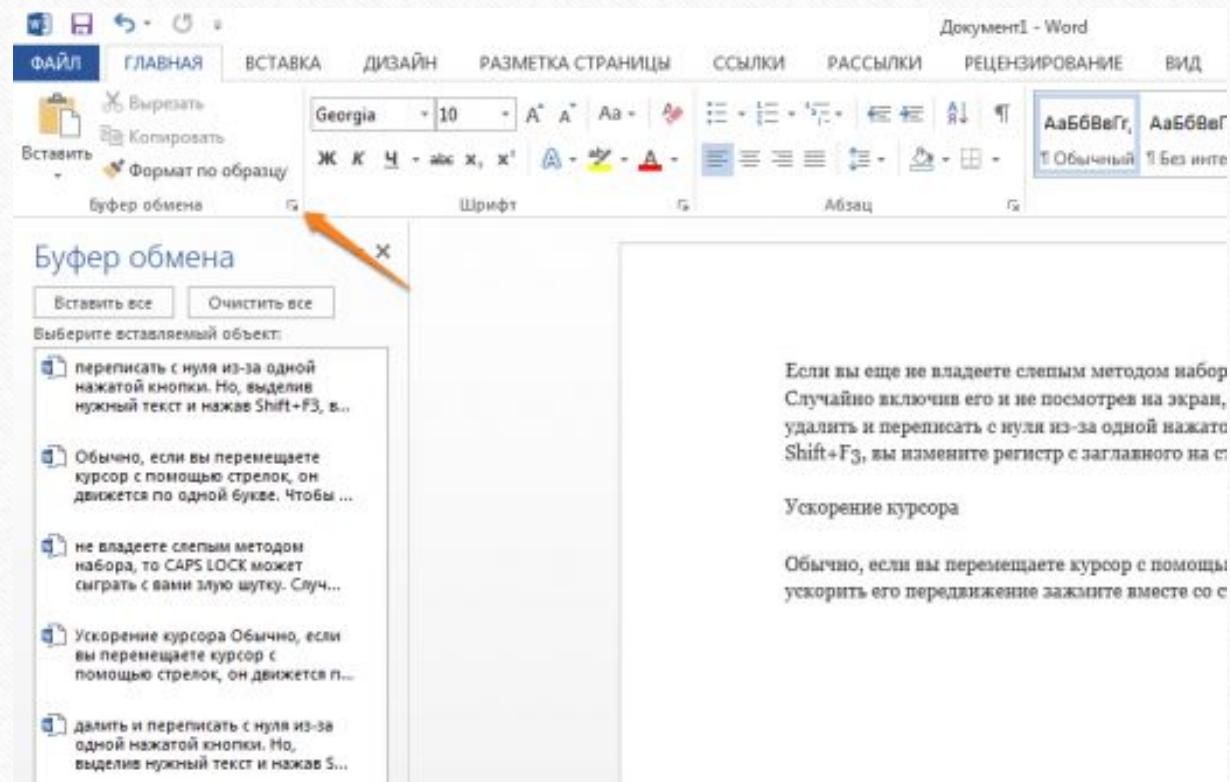 Документ1 - Word
ФАЙЛ ГЛАВНАЯ ВСТАВКА ДИЗАЙН РАЗМЕТКА СТРАНИЦЫ ССЫЛКИ РАССЫЛКИ РЕЦЕНЗИРОВАНИЕ ВИД
Вставить
Вырезать
Копировать
Формат по образцу
Буфер обмена
Georgia 10 Aa
Ж К Ч abc x, x'
Шрифт
Абзац
АаБбВвГг, АаБбВвГ
¶ Обычный ¶ Без инте
Буфер обмена
Вставить все Очистить все
Выберите вставляемый объект:
переписать с нуля из-за одной
нажатой кнопки. Но, выделив
нужный текст и нажав Shift+F3, в...
Обычно, если вы перемещаете
курсор с помощью стрелок, он
движется по одной букве. Чтобы ...
не владеете слепым методом
набора, то CAPS LOCK может
сыграть с вами злую шутку. Случ...
Ускорение курсора Обычно, если
вы перемещаете курсор с
помощью стрелок, он движется п...
далить и переписать с нуля из-за
одной нажатой кнопки. Но,
выделив нужный текст и нажав S...
Если вы еще не владеете слепым методом набор
Случайно включив его и не посмотрев на экран,
удалить и переписать с нуля из-за одной нажато
Shift+F3, вы измените регистр с заглавного на ст
Ускорение курсора
Обычно, если вы перемещаете курсор с помощь
ускорить его передвижение зажмите вместе со с